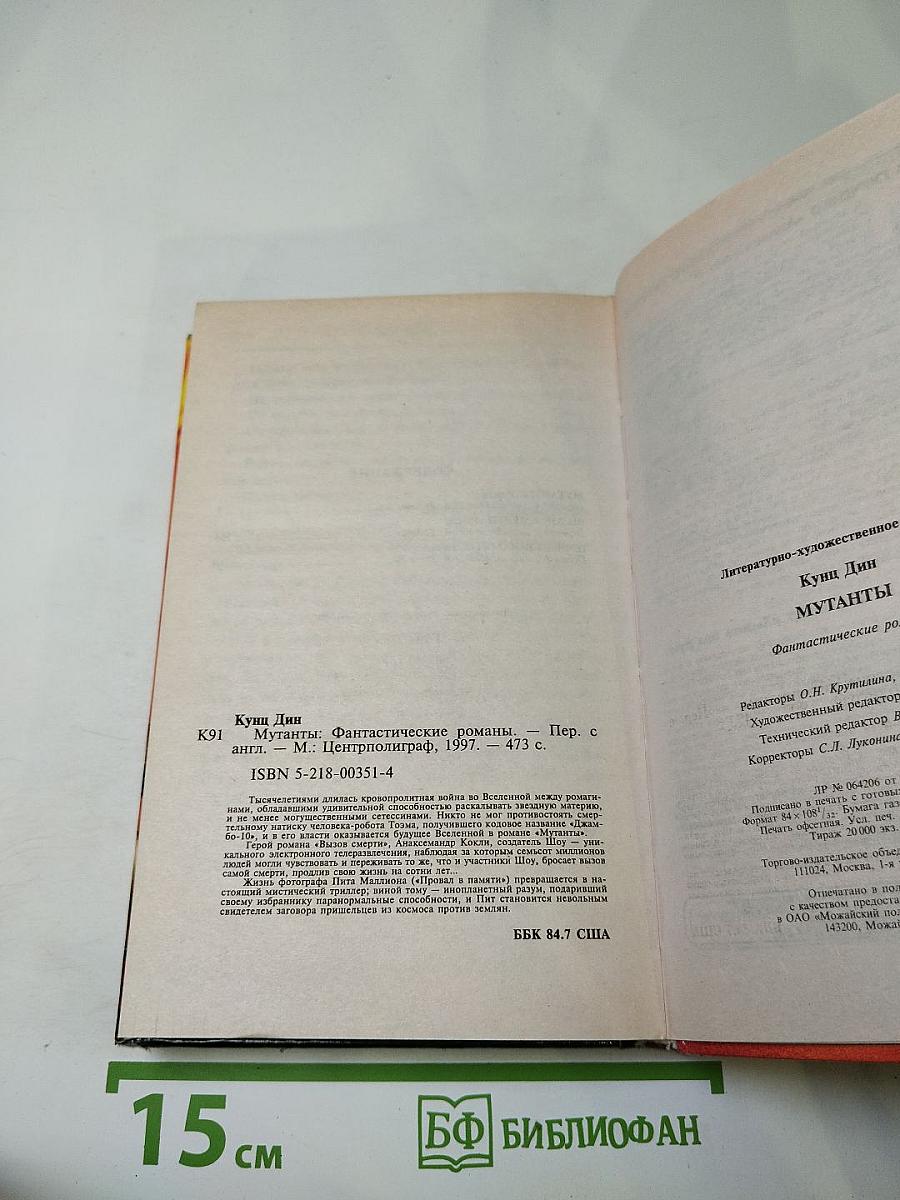 Кунц Дин
К91 Мутанты: Фантастические романы. — Пер. с
англ. — М.: Центрполиграф, 1997. — 473 с.
ISBN 5-218-00351-4
Тысячелетиями длилась кровопролитная война во Вселенной между ромаги-
нами, обладавшими удивительной способностью раскалывать звездную материю,
и не менее могущественными сетессинами. Никто не мог противостоять смер-
тельному натиску человека-робота Тоэма, получившего кодовое название «Джам-
бо-10», и в его власти оказывается будущее Вселенной в романе «Мутанты».
Герой романа «Вызов смерти», Анаксемандр Кокли, создатель Шоу — уни-
кального электронного телеразвлечения, наблюдая за которым семьсот миллионов
людей могли чувствовать и переживать то же, что и участники Шоу, бросает вызов
самой смерти, продлив свою жизнь на сотни лет...
Жизнь фотографа Пита Маллиона («Провал в памяти») превращается в на-
стоящий мистический триллер; виной тому — инопланетный разум, подаривший
своему избраннику паранормальные способности, и Пит становится невольным
свидетелем заговора пришельцев из космоса против землян.
ББК 84.7 США
Литературно-художественное
Кунц Дин
МУТАНТЫ
Фантастические ро
Редакторы О.Н. Крутилина,
Художественный редактор
Технический редактор В
Корректоры С.Л. Луконина
ЛР № 064206 от
Подписано в печать с готовых
Формат 84×108 1/32. Бумага газ
Печать офсетная. Усл. печ.
Тираж 20 000 экз.
Торгово-издательское объед
111024, Москва, 1-я
Отпечатано в пол
с качеством предоста
в ОАО «Можайский пол
143200, Можай
15 см
БФ БИБЛИОФАН